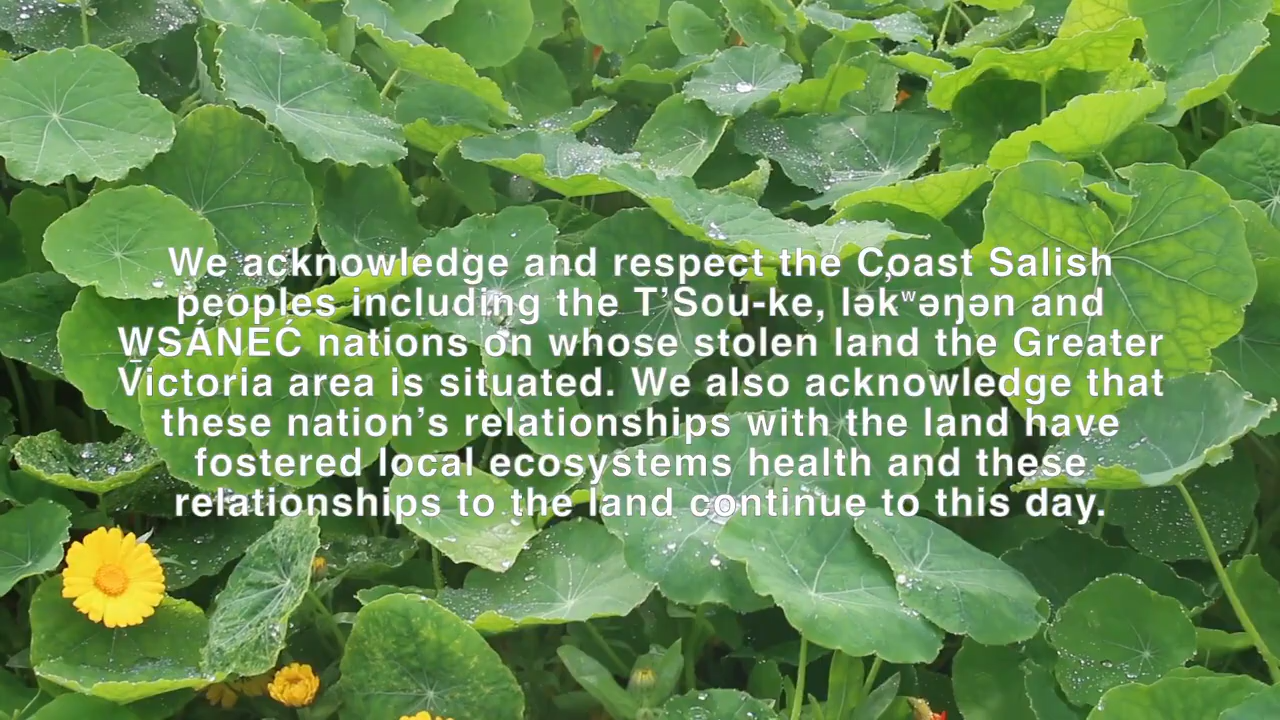 We acknowledge and respect the Coast Salish
peoples including the T’Sou-ke, lək̓ʷəŋən and
W̱SÁNEĆ nations on whose stolen land the Greater
Victoria area is situated. We also acknowledge that
these nation’s relationships with the land have
fostered local ecosystems health and these
relationships to the land continue to this day.